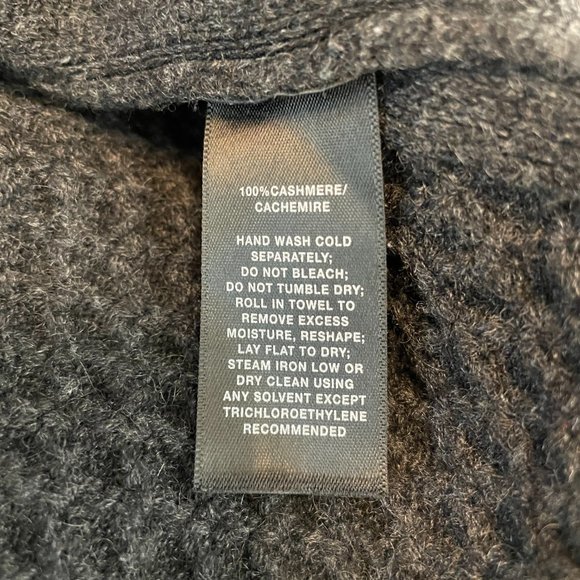 100%CASHMERE/
CACHEMIRE
HAND WASH COLD
SEPARATELY;
DO NOT BLEACH;
DO NOT TUMBLE DRY;
ROLL IN TOWEL TO
REMOVE EXCESS
MOISTURE, RESHAPE;
LAY FLAT TO DRY;
STEAM IRON LOW OR
DRY CLEAN USING
ANY SOLVENT EXCEPT
TRICHLOROETHYLENE
RECOMMENDED